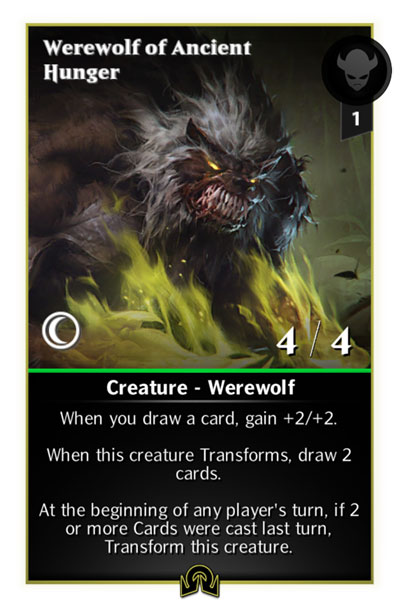 Werewolf of Ancient
Hunger
1
4 / 4
Creature - Werewolf
When you draw a card, gain +2/+2.
When this creature Transforms, draw 2
cards.
At the beginning of any player's turn, if 2
or more Cards were cast last turn,
Transform this creature.